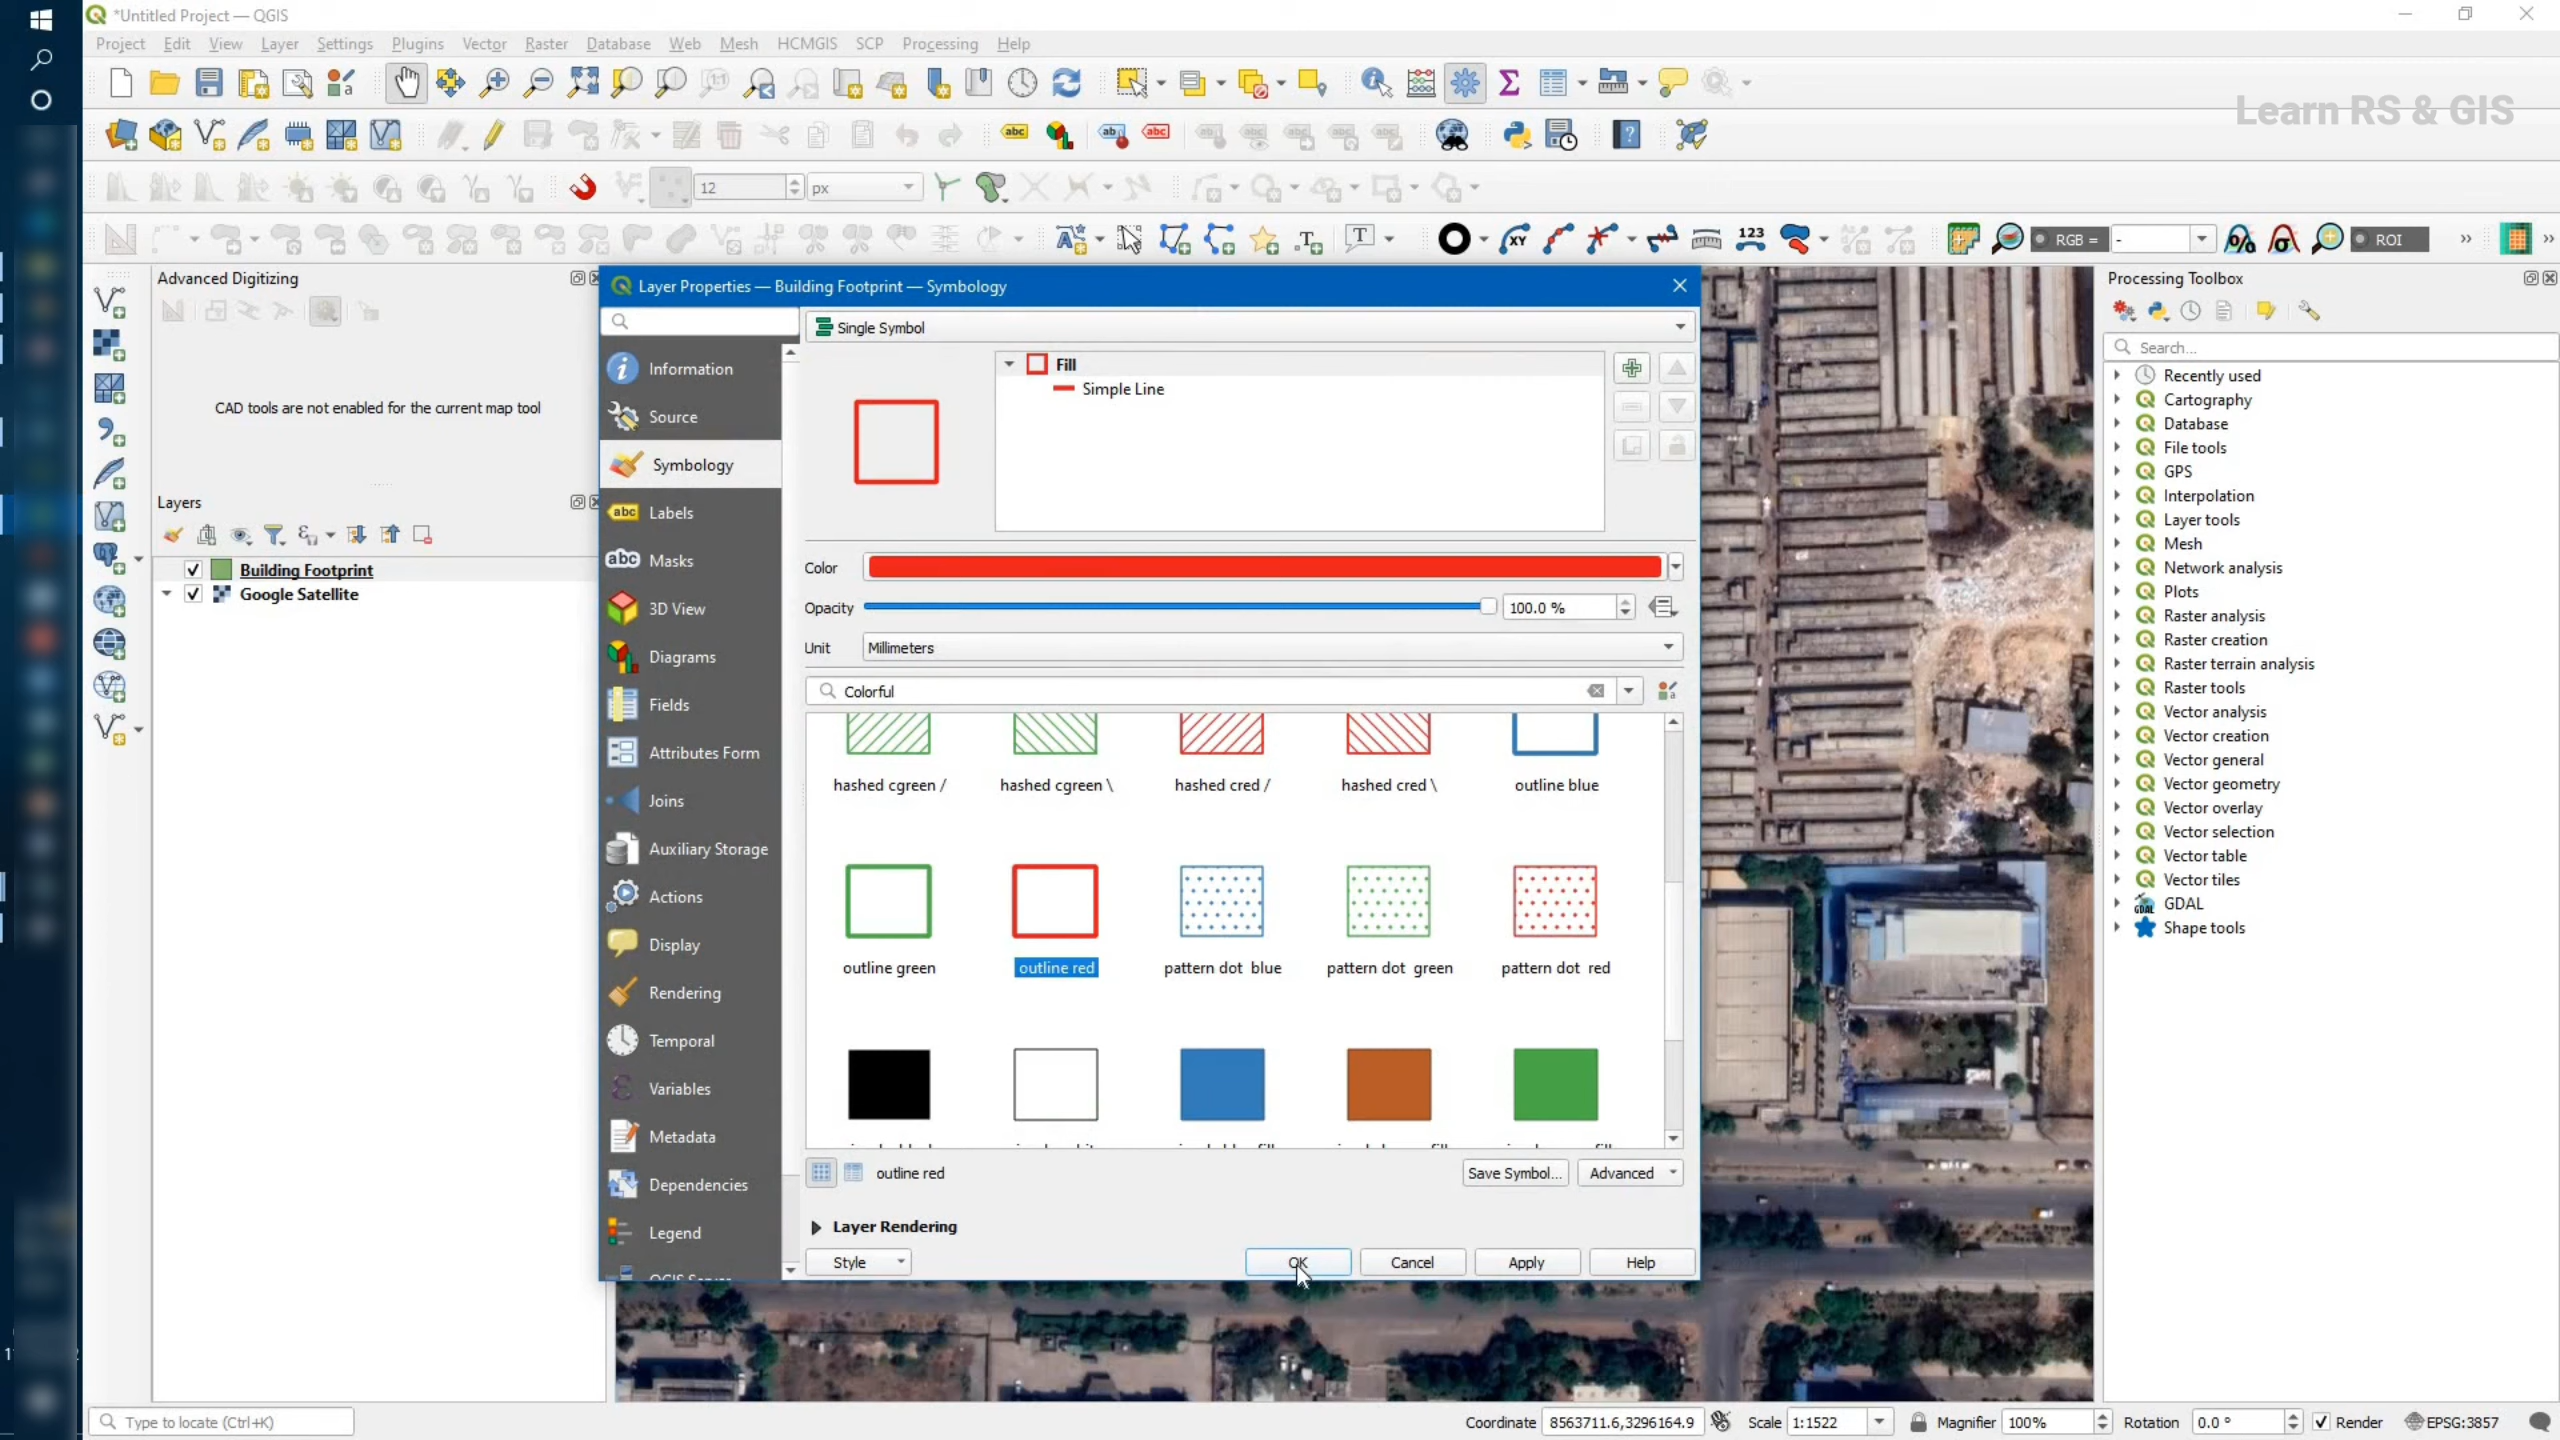 *Untitled Project — QGIS
Project Edit View Layer Settings Plugins Vector Raster Database Web Mesh HCMGIS SCP Processing Help
Learn RS & GIS
12 px
RGB = - ROI
Advanced Digitizing
CAD tools are not enabled for the current map tool
Layers
Building Footprint
Google Satellite
Layer Properties — Building Footprint — Symbology
Information
Source
Symbology
Labels
Masks
3D View
Diagrams
Fields
Attributes Form
Joins
Auxiliary Storage
Actions
Display
Rendering
Temporal
Variables
Metadata
Dependencies
Legend
Single Symbol
Fill
Simple Line
Color
Opacity 100.0 %
Unit Millimeters
Colorful
hashed cgreen / hashed cgreen \ hashed cred / hashed cred \ outline blue
outline green outline red pattern dot blue pattern dot green pattern dot red
outline red Save Symbol... Advanced
Layer Rendering
Style OK Cancel Apply Help
Processing Toolbox
Search...
Recently used
Cartography
Database
File tools
GPS
Interpolation
Layer tools
Mesh
Network analysis
Plots
Raster analysis
Raster creation
Raster terrain analysis
Raster tools
Vector analysis
Vector creation
Vector general
Vector geometry
Vector overlay
Vector selection
Vector table
Vector tiles
GDAL
Shape tools
Type to locate (Ctrl+K) Coordinate 8563711.6,3296164.9 Scale 1:1522 Magnifier 100% Rotation 0.0 ° Render EPSG:3857